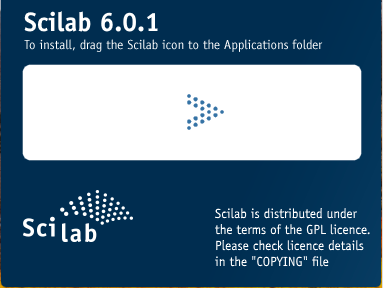 Scilab 6.0.1
To install, drag the Scilab icon to the Applications folder
Scilab
Scilab is distributed under
the terms of the GPL licence.
Please check licence details
in the "COPYING" file